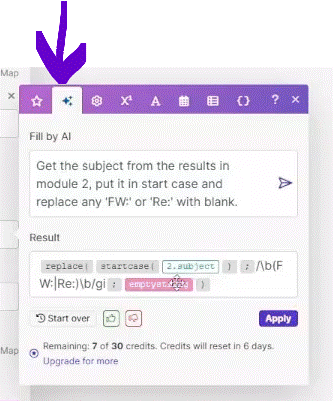 Map
Fill by AI
Get the subject from the results in
module 2, put it in start case and
replace any 'FW:' or 'Re:' with blank.
Result
replace( startcase( 2.subject ) ; /\b(F
W:|Re:)\b/gi ; emptystring )
Start over
Apply
Map
Remaining: 7 of 30 credits. Credits will reset in 6 days.
Upgrade for more